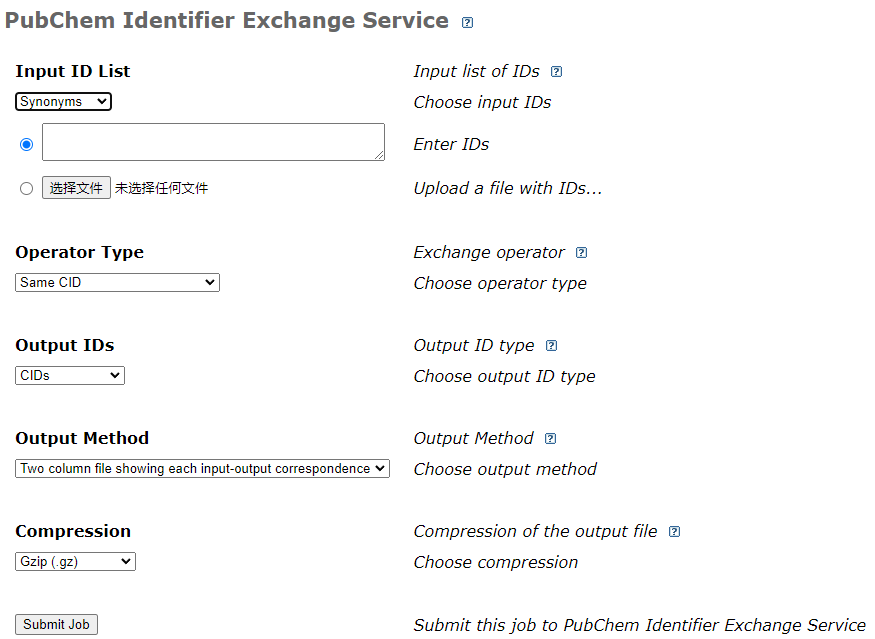 PubChem Identifier Exchange Service ?
Input ID List Input list of IDs ?
Synonyms Choose input IDs
Enter IDs
选择文件 未选择任何文件 Upload a file with IDs...
Operator Type Exchange operator ?
Same CID Choose operator type
Output IDs Output ID type ?
CIDs Choose output ID type
Output Method Output Method ?
Two column file showing each input-output correspondence Choose output method
Compression Compression of the output file ?
Gzip (.gz) Choose compression
Submit Job Submit this job to PubChem Identifier Exchange Service